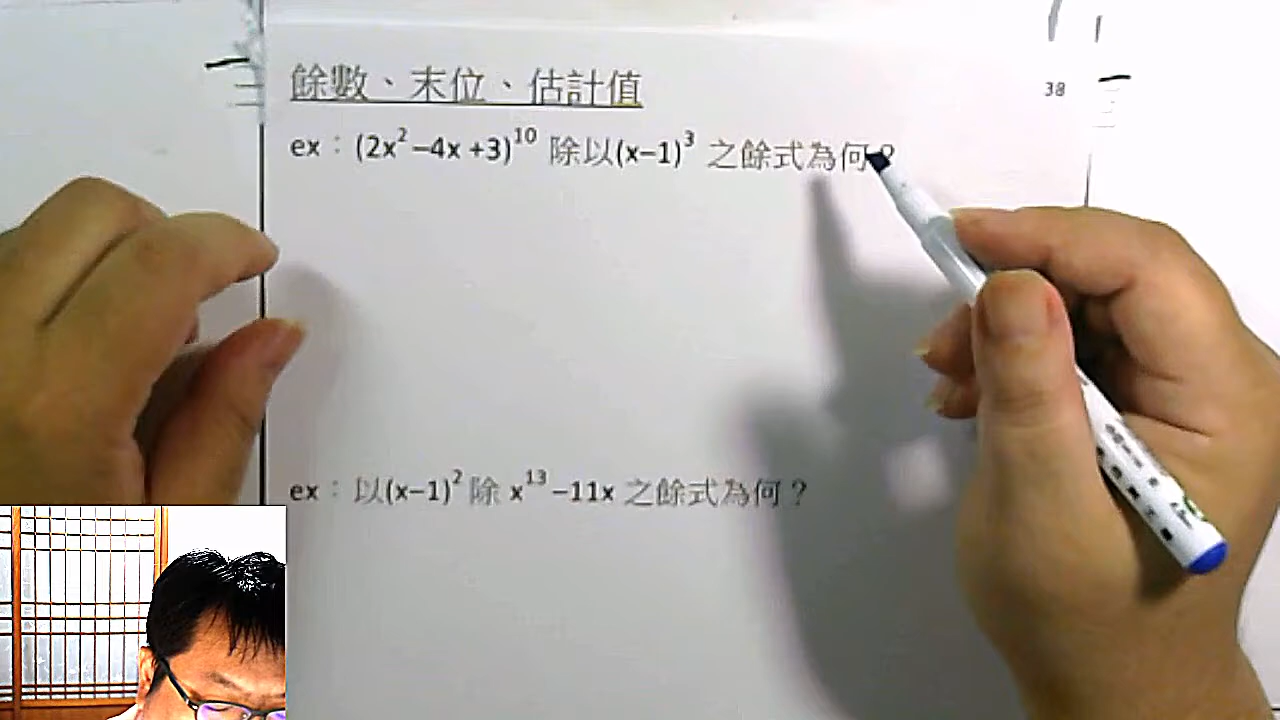 餘數、末位、估計值
38
ex：(2x²−4x+3)¹⁰ 除以(x−1)³ 之餘式為何？
ex：以(x−1)² 除 x¹³−11x 之餘式為何？